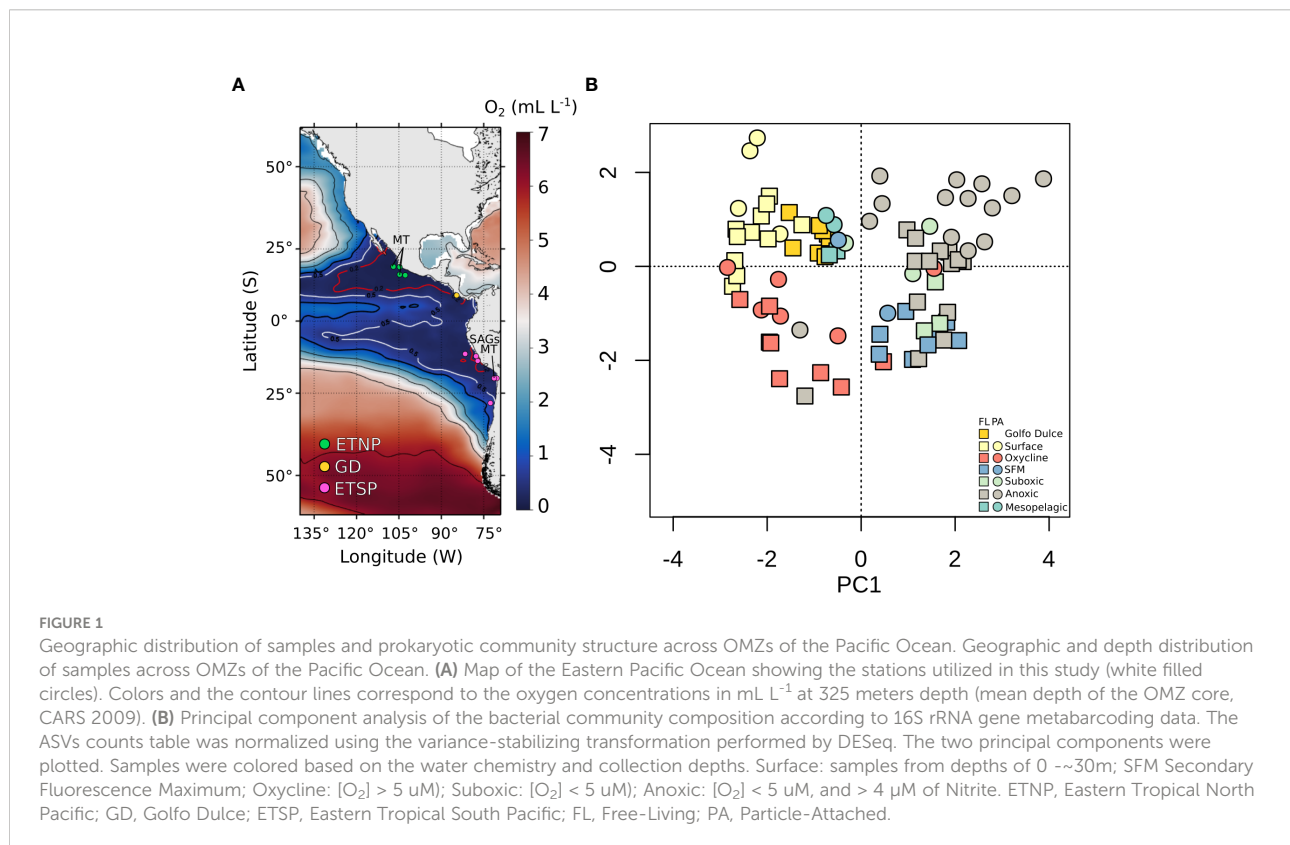 A
B
O₂ (mL L⁻¹)
7
6
5
4
3
2
1
0
50°
25°
0°
25°
50°
Latitude (S)
135° 120° 105° 90° 75°
Longitude (W)
MT
SAGs
MT
0.5
0.5
0.5
ETNP
GD
ETSP
2
0
-2
-4
-4 -2 0 2 4
PC1
FL PA
Golfo Dulce
Surface
Oxycline
SFM
Suboxic
Anoxic
Mesopelagic
FIGURE 1
Geographic distribution of samples and prokaryotic community structure across OMZs of the Pacific Ocean. Geographic and depth distribution
of samples across OMZs of the Pacific Ocean. (A) Map of the Eastern Pacific Ocean showing the stations utilized in this study (white filled
circles). Colors and the contour lines correspond to the oxygen concentrations in mL L⁻¹ at 325 meters depth (mean depth of the OMZ core,
CARS 2009). (B) Principal component analysis of the bacterial community composition according to 16S rRNA gene metabarcoding data. The
ASVs counts table was normalized using the variance-stabilizing transformation performed by DESeq. The two principal components were
plotted. Samples were colored based on the water chemistry and collection depths. Surface: samples from depths of 0 -~30m; SFM Secondary
Fluorescence Maximum; Oxycline: [O₂] > 5 uM); Suboxic: [O₂] < 5 uM); Anoxic: [O₂] < 5 uM, and > 4 µM of Nitrite. ETNP, Eastern Tropical North
Pacific; GD, Golfo Dulce; ETSP, Eastern Tropical South Pacific; FL, Free-Living; PA, Particle-Attached.